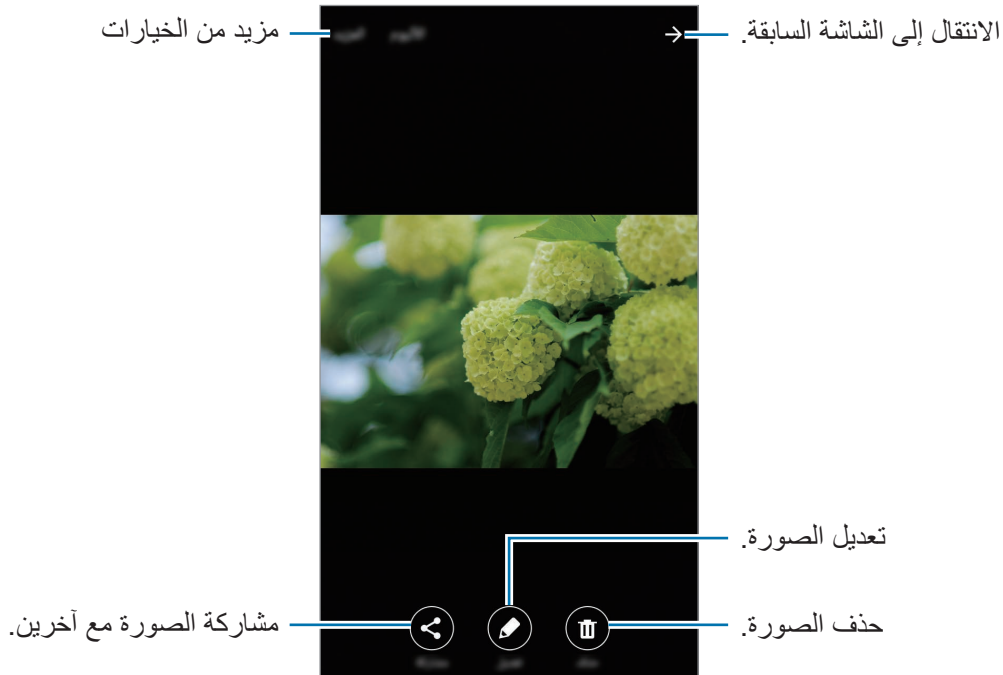 الانتقال إلى الشاشة السابقة.
مزيد من الخيارات
تعديل الصورة.
حذف الصورة.
مشاركة الصورة مع آخرين.